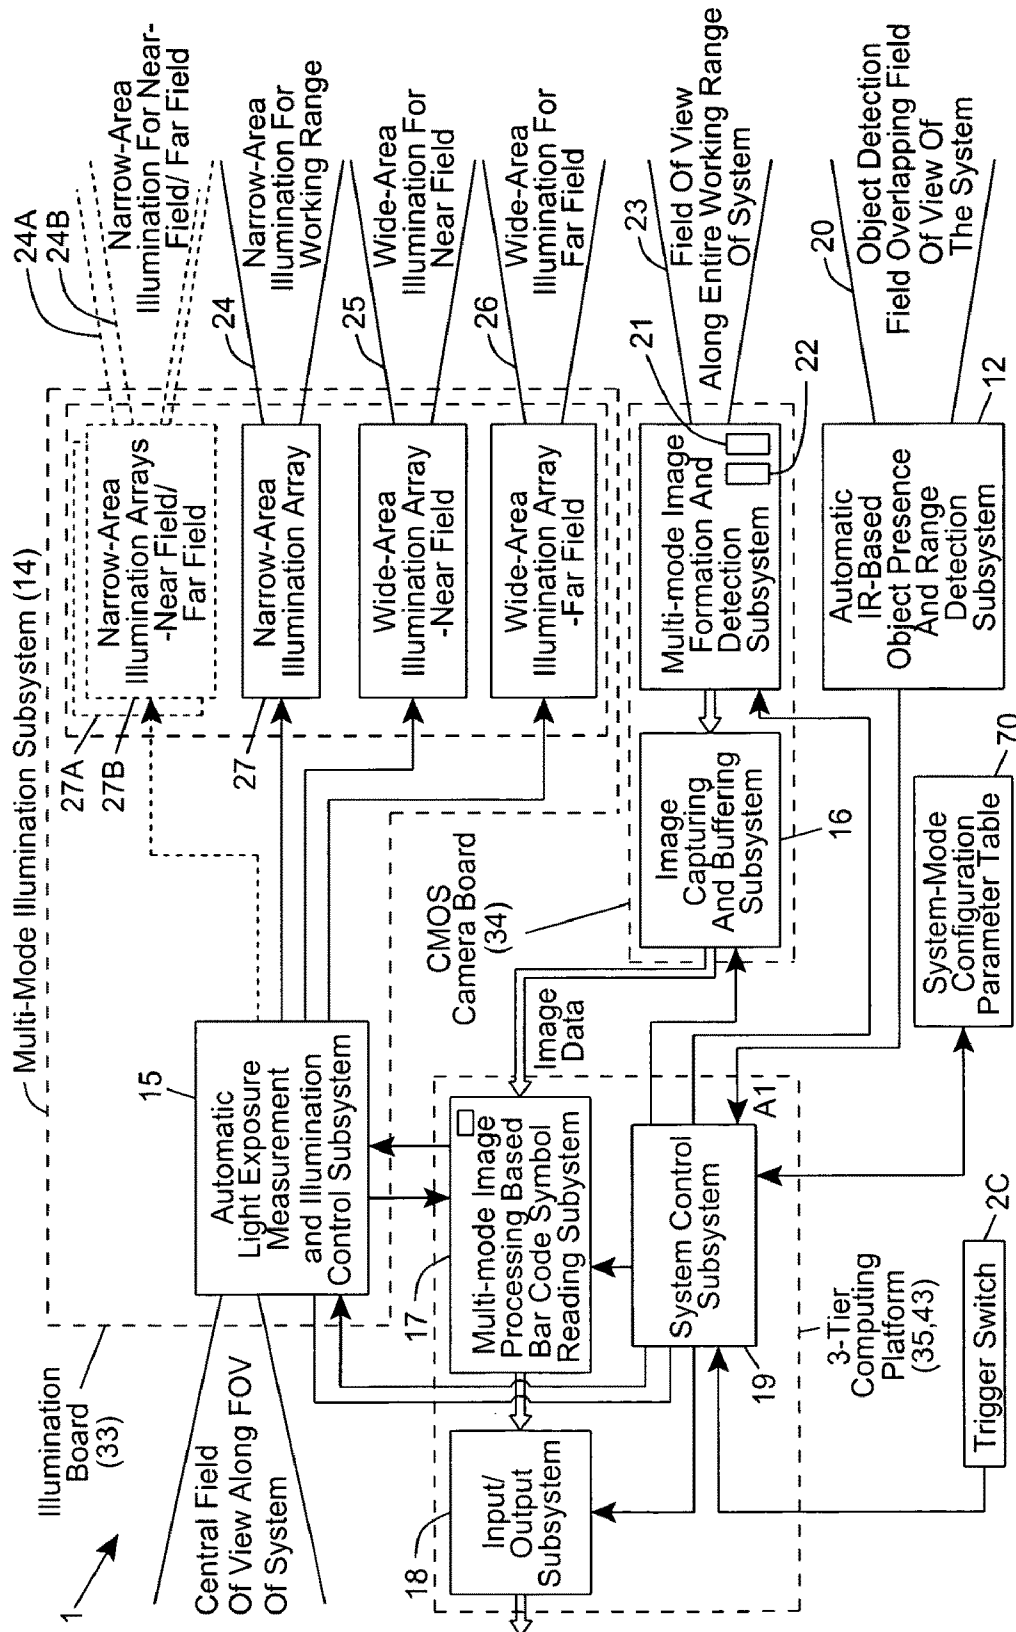 Multi-Mode Illumination Subsystem (14)
Illumination
Board
(33)
1
Central Field
Of View Along FOV
Of System
15
Automatic
Light Exposure
Measurement
and Illumination
Control Subsystem
27A
27B
Narrow-Area
Illumination Arrays
-Near Field/
Far Field
24A
24B
Narrow-Area
Illumination For Near-
Field/ Far Field
27
Narrow-Area
Illumination Array
24
Narrow-Area
Illumination For
Working Range
Wide-Area
Illumination Array
-Near Field
25
Wide-Area
Illumination For
Near Field
Wide-Area
Illumination Array
-Far Field
26
Wide-Area
Illumination For
Far Field
CMOS
Camera Board
(34)
Image
Data
Image
Capturing
And Buffering
Subsystem
16
Multi-mode Image
Formation And
Detection
Subsystem
21
22
23
Field Of View
Along Entire Working Range
Of System
17
Multi-mode Image
Processing Based
Bar Code Symbol
Reading Subsystem
18
Input/
Output
Subsystem
System Control
Subsystem
19
A1
3-Tier
Computing
Platform
(35,43)
Automatic
IR-Based
Object Presence
And Range
Detection
Subsystem
12
20
Object Detection
Field Overlapping Field
Of View Of
The System
System-Mode
Configuration
Parameter Table
70
Trigger Switch
2C